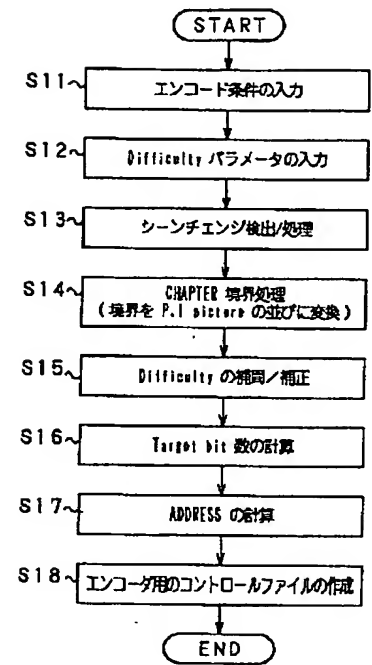 START
S11 エンコード条件の入力
S12 Difficulty パラメータの入力
S13 シーンチェンジ検出/処理
S14 CHAPTER 境界処理
(境界を P.I picture の並びに変換)
S15 Difficulty の補間/補正
S16 Target bit 数の計算
S17 ADDRESS の計算
S18 エンコーダ用のコントロールファイルの作成
END